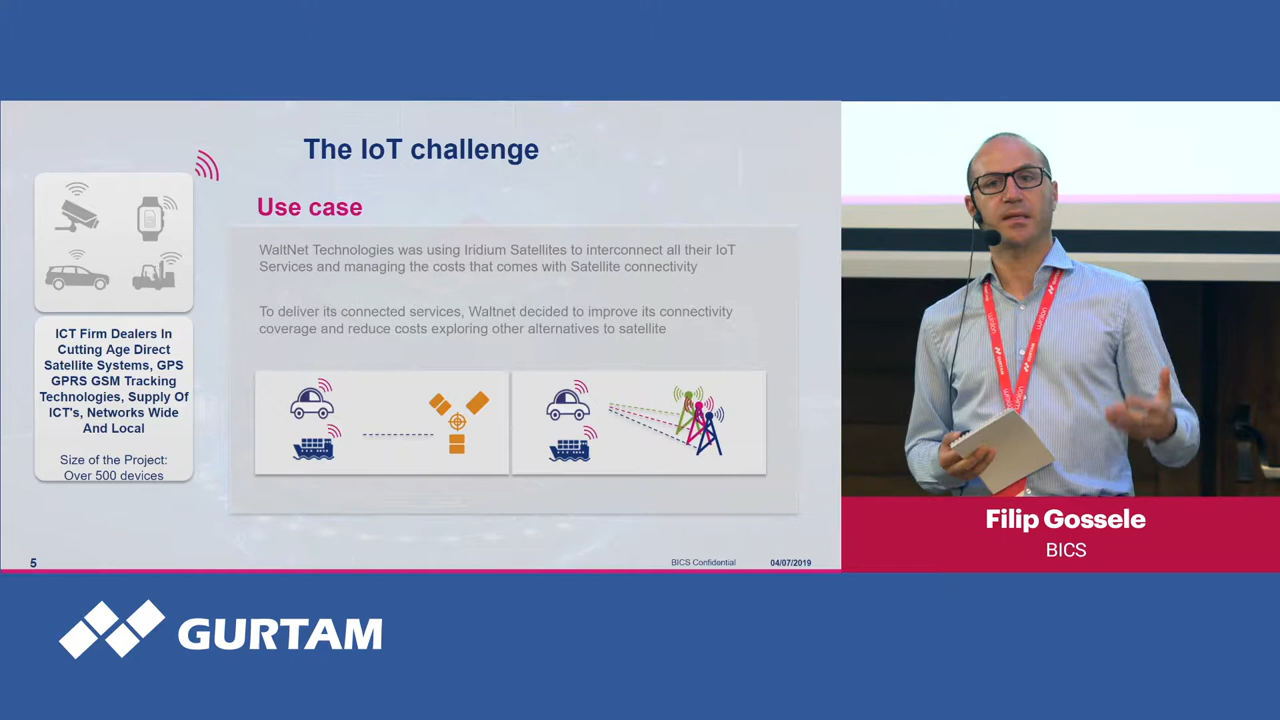 The IoT challenge
Use case
WaltNet Technologies was using Iridium Satellites to interconnect all their IoT
Services and managing the costs that comes with Satellite connectivity
To deliver its connected services, Waltnet decided to improve its connectivity
coverage and reduce costs exploring other alternatives to satellite
ICT Firm Dealers In
Cutting Age Direct
Satellite Systems, GPS
GPRS GSM Tracking
Technologies, Supply Of
ICT's, Networks Wide
And Local
Size of the Project:
Over 500 devices
5
BICS Confidential
04/07/2019
Filip Gossele
BICS
GURTAM